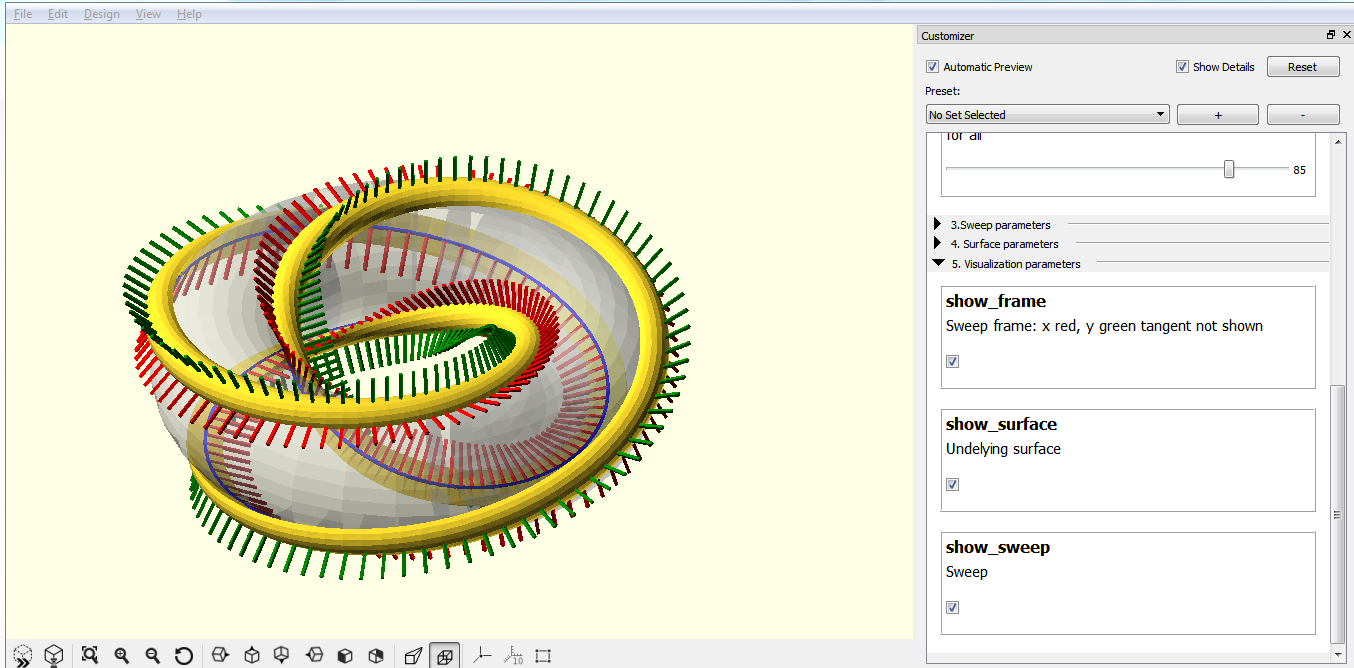 File Edit Design View Help
Customizer
Automatic Preview Show Details Reset
Preset:
No Set Selected + -
for all
85
3.Sweep parameters
4. Surface parameters
5. Visualization parameters
show_frame
Sweep frame: x red, y green tangent not shown
show_surface
Undelying surface
show_sweep
Sweep
10